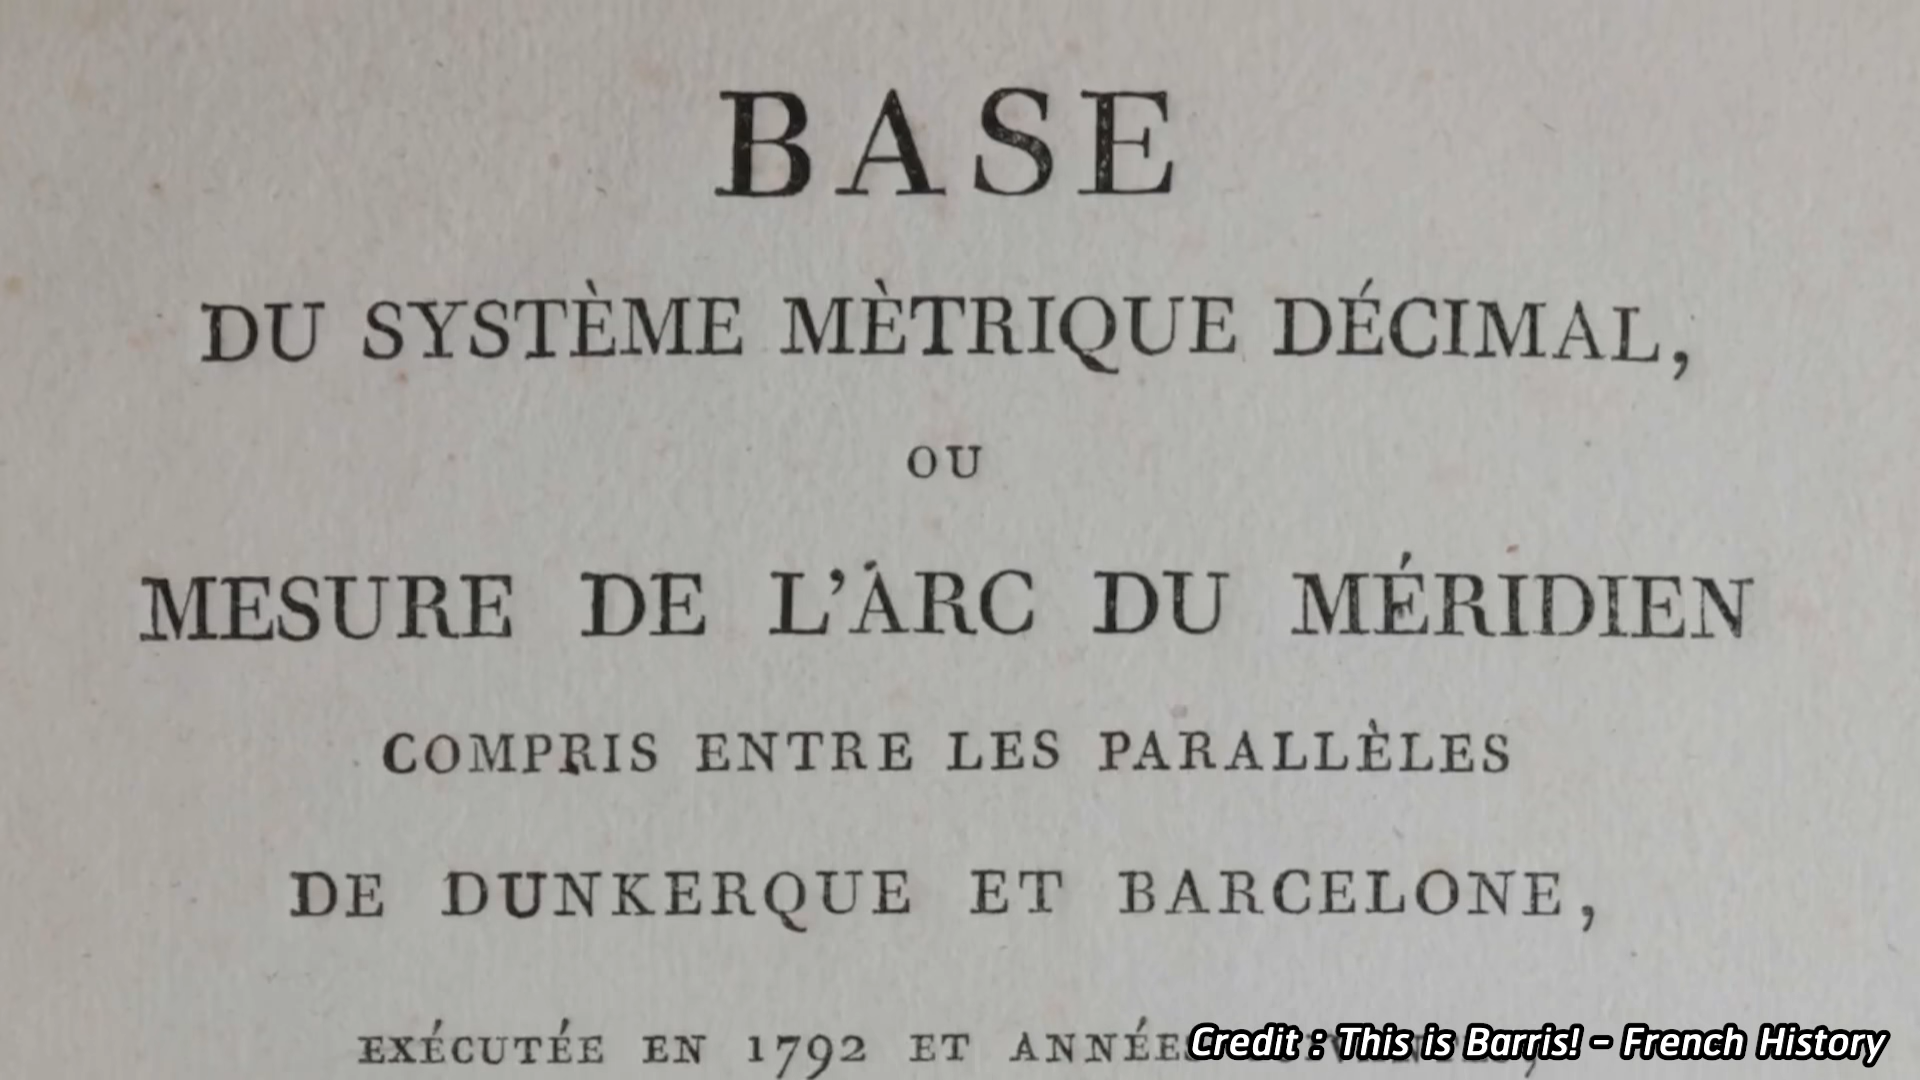 BASE
DU SYSTÈME MÈTRIQUE DÉCIMAL,
OU
MESURE DE L'ARC DU MÉRIDIEN
COMPRIS ENTRE LES PARALLÈLES
DE DUNKERQUE ET BARCELONE,
EXÉCUTÉE EN 1792 ET ANNÉES
Credit : This is Barris! - French History